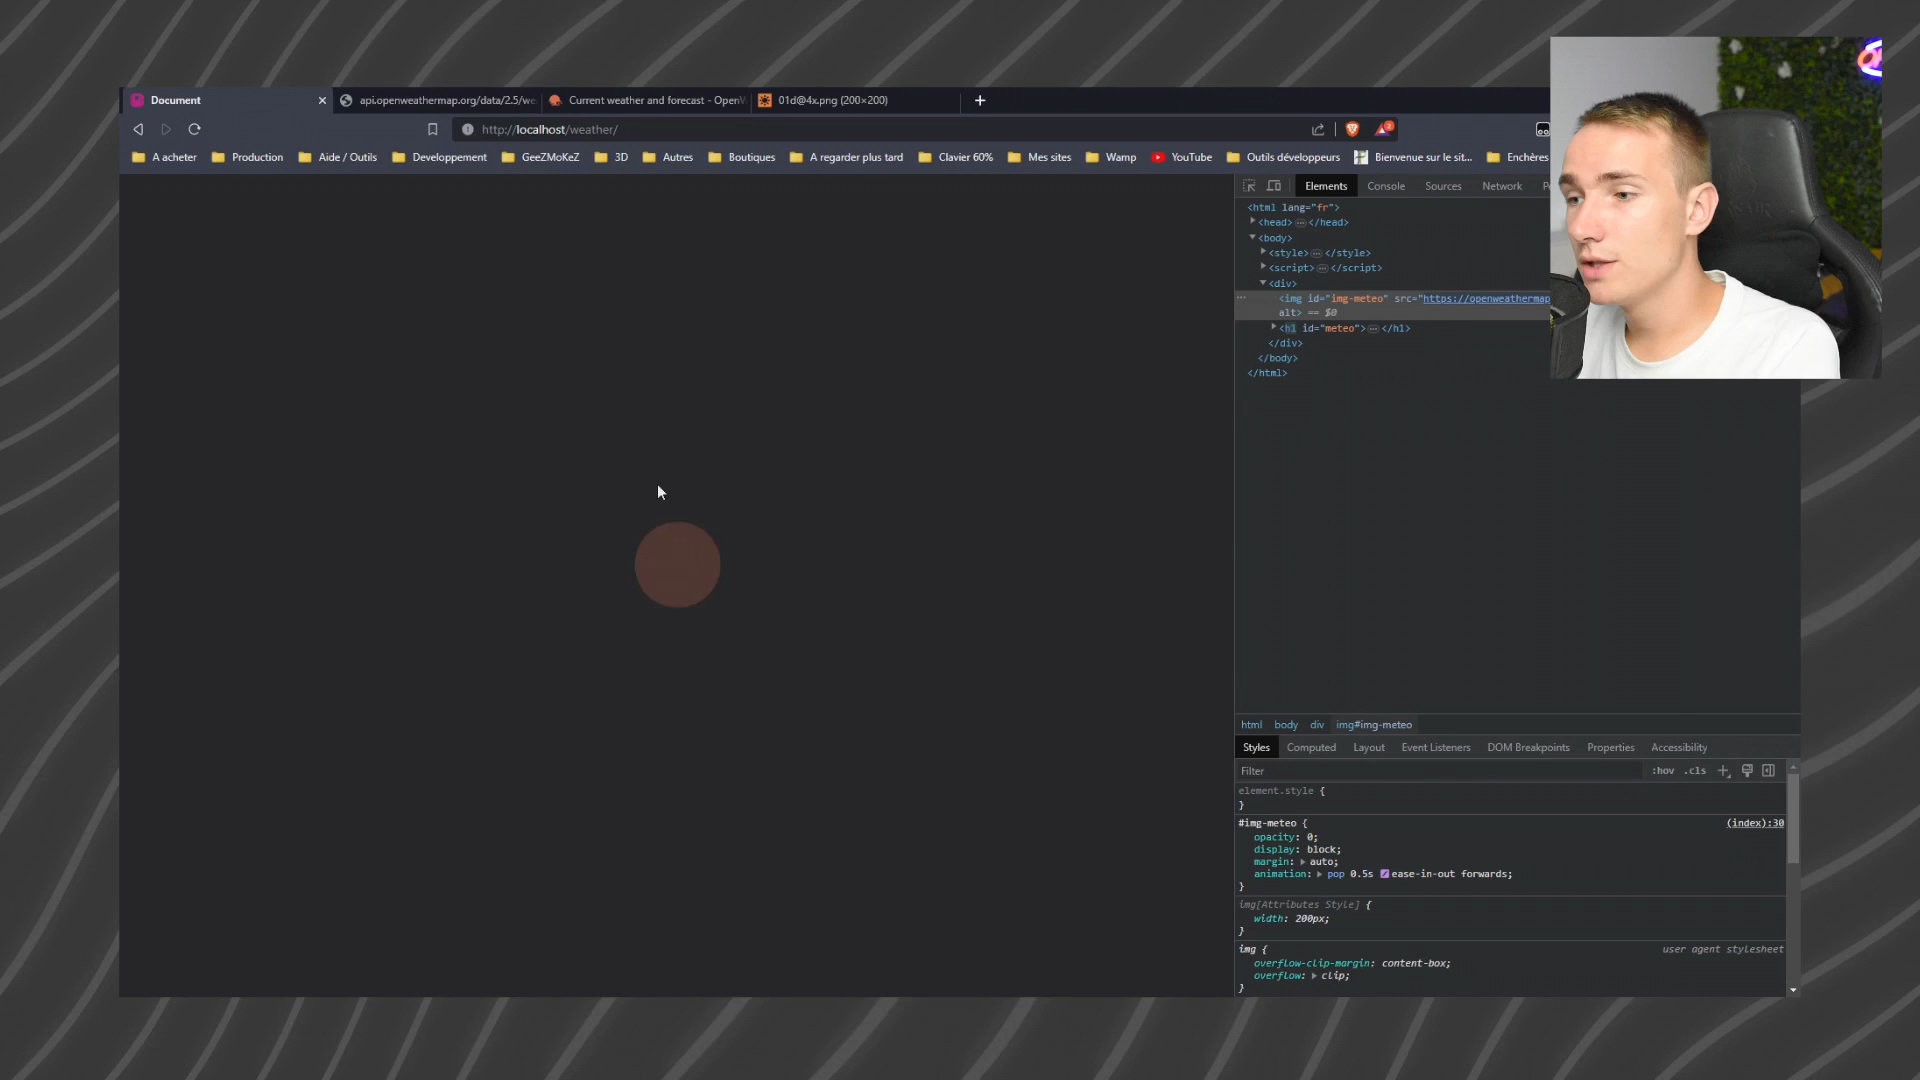 Document
api.openweathermap.org/data/2.5/we
Current weather and forecast - OpenW
01d@4x.png (200×200)
http://localhost/weather/
2
A acheter
Production
Aide / Outils
Developpement
GeeZMoKeZ
3D
Autres
Boutiques
A regarder plus tard
Clavier 60%
Mes sites
Wamp
YouTube
Outils développeurs
Bienvenue sur le sit...
Enchères
Elements
Console
Sources
Network
<html lang="fr">
<head> </head>
<body>
<style> </style>
<script> </script>
<div>
<img id="img-meteo" src="https://openweathermap
alt> == $0
<h1 id="meteo"> </h1>
</div>
</body>
</html>
html body div img#img-meteo
Styles Computed Layout Event Listeners DOM Breakpoints Properties Accessibility
Filter :hov .cls
element.style {
}
#img-meteo { (index):30
opacity: 0;
display: block;
margin: auto;
animation: pop 0.5s ease-in-out forwards;
}
img[Attributes Style] {
width: 200px;
}
img { user agent stylesheet
overflow-clip-margin: content-box;
overflow: clip;
}